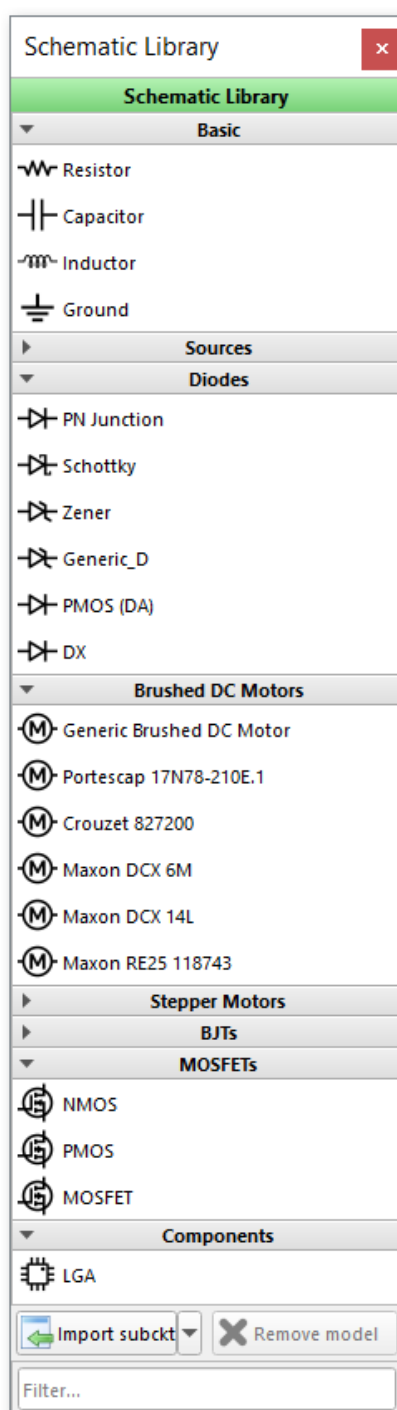 Schematic Library
Schematic Library
Basic
Resistor
Capacitor
Inductor
Ground
Sources
Diodes
PN Junction
Schottky
Zener
Generic_D
PMOS (DA)
DX
Brushed DC Motors
Generic Brushed DC Motor
Portescap 17N78-210E.1
Crouzet 827200
Maxon DCX 6M
Maxon DCX 14L
Maxon RE25 118743
Stepper Motors
BJTs
MOSFETs
NMOS
PMOS
MOSFET
Components
LGA
Import subckt Remove model
Filter...